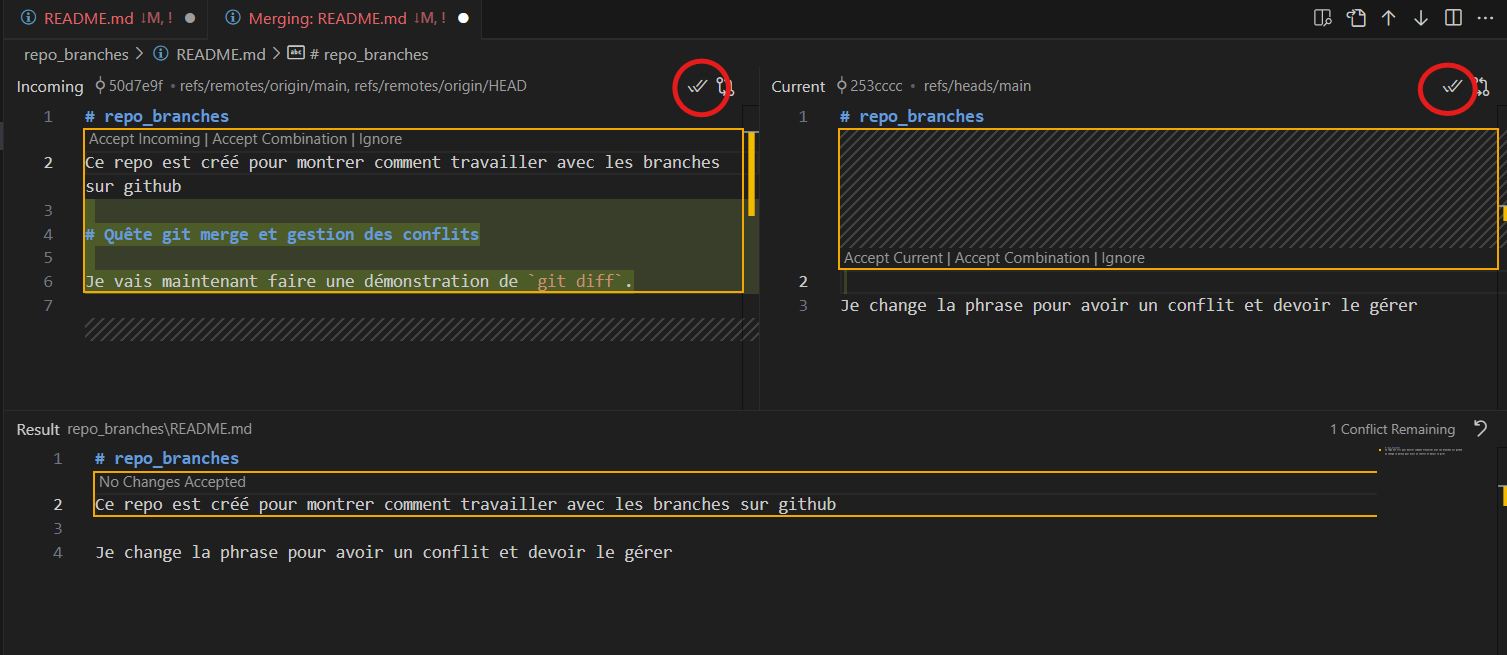 README.md ↓M, ! ●
Merging: README.md ↓M, ! ●
repo_branches > README.md > # repo_branches
Incoming 50d7e9f • refs/remotes/origin/main, refs/remotes/origin/HEAD
1 # repo_branches
Accept Incoming | Accept Combination | Ignore
2 Ce repo est créé pour montrer comment travailler avec les branches
sur github
3
4 # Quête git merge et gestion des conflits
5
6 Je vais maintenant faire une démonstration de `git diff`.
7
Current 253cccc • refs/heads/main
1 # repo_branches
Accept Current | Accept Combination | Ignore
2
3 Je change la phrase pour avoir un conflit et devoir le gérer
Result repo_branches\README.md
1 Conflict Remaining
1 # repo_branches
No Changes Accepted
2 Ce repo est créé pour montrer comment travailler avec les branches sur github
3
4 Je change la phrase pour avoir un conflit et devoir le gérer